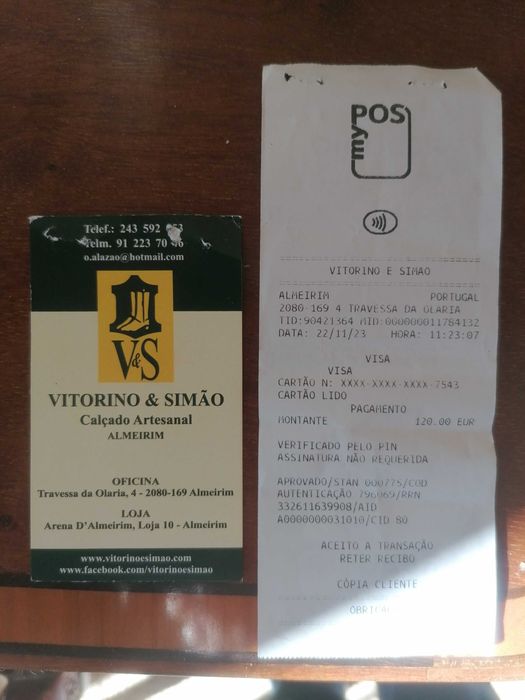 Telef.: 243 592
Telm. 91 223 70
o.alazao@hotmail.com
V&S
VITORINO & SIMÃO
Calçado Artesanal
ALMEIRIM
OFICINA
Travessa da Olaria, 4 - 2080-169 Almeirim
LOJA
Arena D'Almeirim, Loja 10 - Almeirim
www.vitorinoesimao.com
www.facebook.com/vitorinoesimao
myPOS
VITORINO E SIMAO
ALMEIRIM PORTUGAL
2080-169 4 TRAVESSA DA OLARIA
TID:90421364 MID:000000011784132
DATA: 22/11/23 HORA: 11:23:07
VISA
VISA
CARTÃO N: XXXX-XXXX-XXXX-7543
CARTÃO LIDO
PAGAMENTO
MONTANTE 120.00 EUR
VERIFICADO PELO PIN
ASSINATURA NÃO REQUERIDA
APROVADO/STAN 000778/COD
AUTENTICAÇÃO 796069/RRN
332611639908/AID
A0000000031010/CID 80
ACEITO A TRANSAÇÃO
RETER RECIBO
CÓPIA CLIENTE